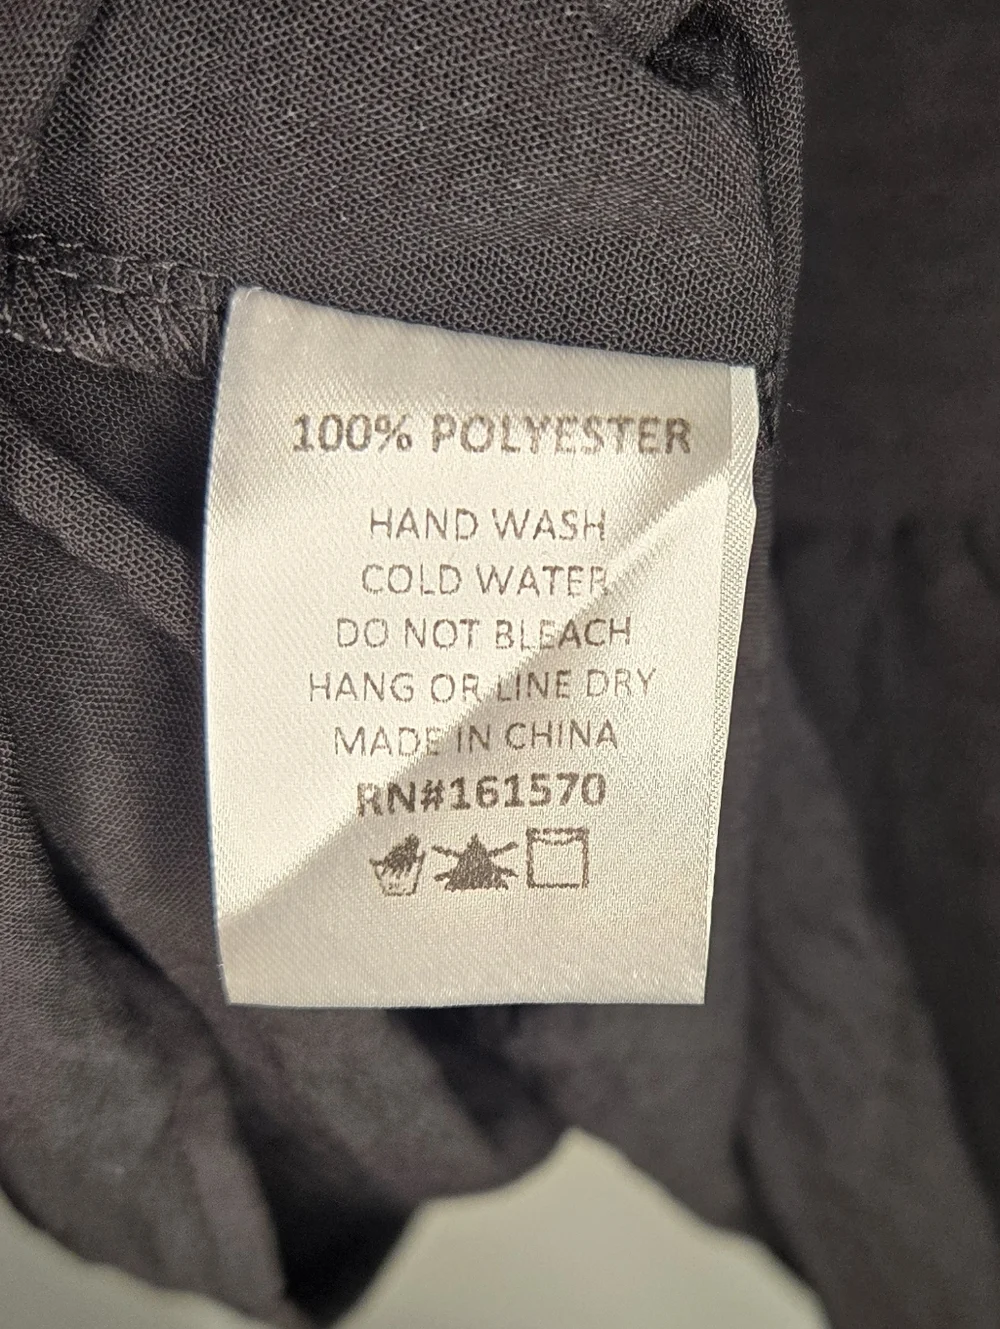 100% POLYESTER
HAND WASH
COLD WATER
DO NOT BLEACH
HANG OR LINE DRY
MADE IN CHINA
RN#161570